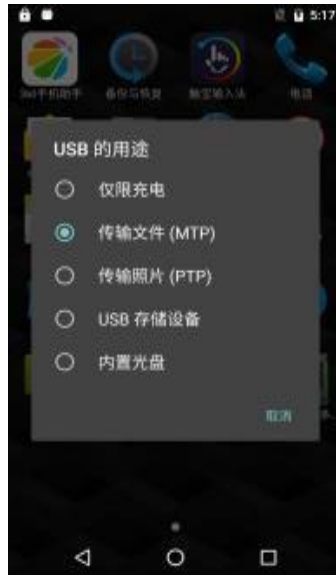 5:17
360手机助手
备份与恢复
触宝输入法
电话
USB 的用途
仅限充电
传输文件 (MTP)
传输照片 (PTP)
USB 存储设备
内置光盘
取消